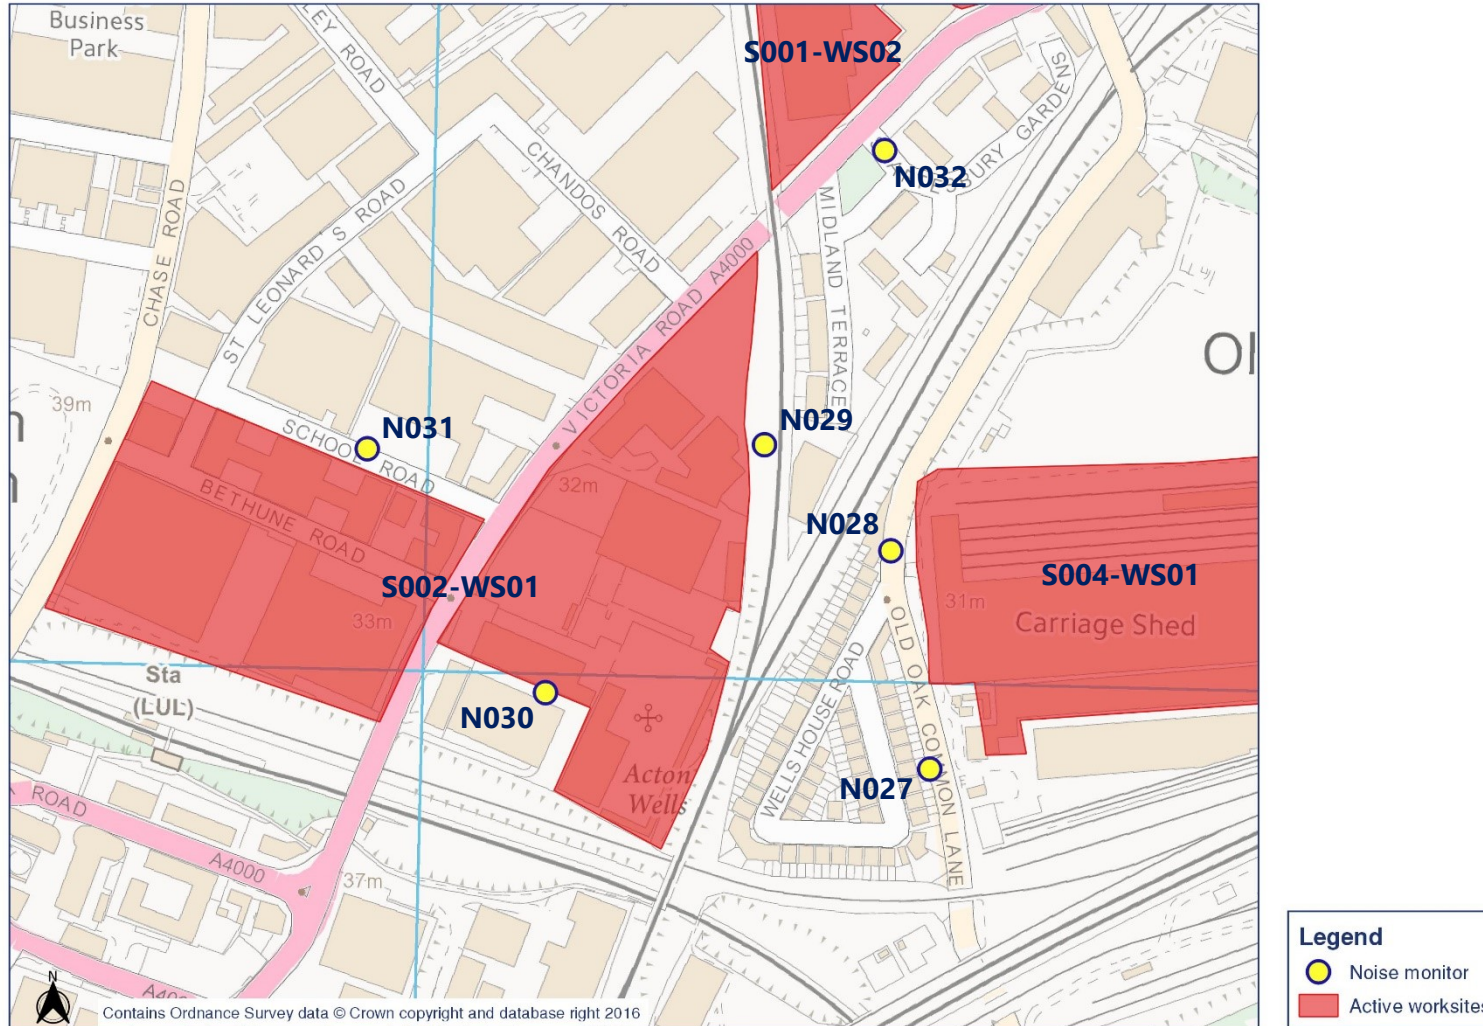 Business
Park
LEY ROAD
S001-WS02
CHASE ROAD
ST LEONARD S ROAD
CHANDOS ROAD
N032
BURY GARDENS
MIDLAND TERRACE
VICTORIA ROAD A4000
Ol
39m
N031
SCHOOL ROAD
N029
BETHUNE ROAD
32m
N028
S002-WS01
33m
S004-WS01
31m
Carriage Shed
Sta
(LUL)
N030
OLD OAK COMMON LANE
WELLS HOUSE ROAD
Acton
Wells
N027
ROAD
A4000
37m
N
Contains Ordnance Survey data © Crown copyright and database right 2016
Legend
Noise monitor
Active worksites